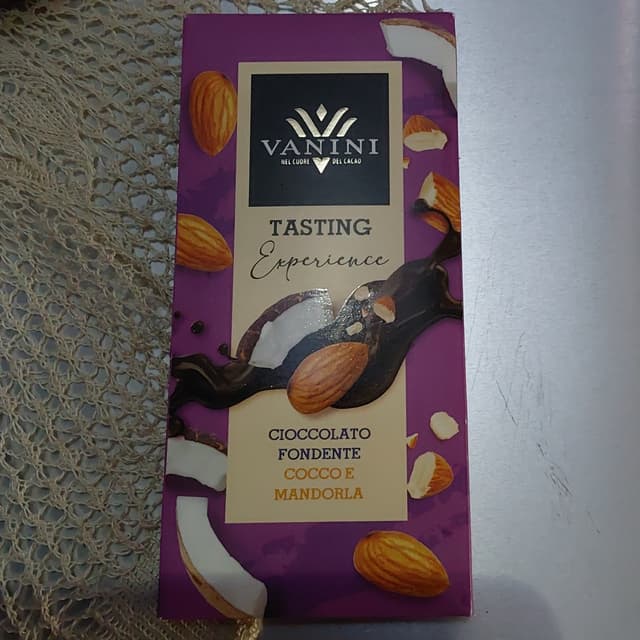 VANINI
NEL CUORE DEL CACAO
TASTING
Experience
CIOCCOLATO
FONDENTE
COCCO E
MANDORLA